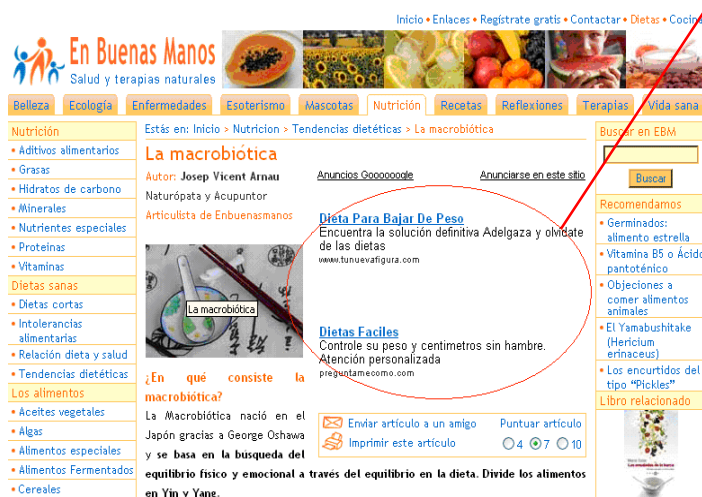 Inicio • Enlaces • Regístrate gratis • Contactar • Dietas • Cocina
En Buenas Manos
Salud y terapias naturales
Belleza Ecología Enfermedades Esoterismo Mascotas Nutrición Recetas Reflexiones Terapias Vida sana
Estás en: Inicio > Nutricion > Tendencias dietéticas > La macrobiótica
Nutrición
• Aditivos alimentarios
• Grasas
• Hidratos de carbono
• Minerales
• Nutrientes especiales
• Proteinas
• Vitaminas
Dietas sanas
• Dietas cortas
• Intolerancias
alimentarias
• Relación dieta y salud
• Tendencias dietéticas
Los alimentos
• Aceites vegetales
• Algas
• Alimentos especiales
• Alimentos Fermentados
• Cereales
La macrobiótica
Autor: Josep Vicent Arnau
Naturópata y Acupuntor
Articulista de Enbuenasmanos
La macrobiótica
Anuncios Goooooogle Anunciarse en este sitio
Dieta Para Bajar De Peso
Encuentra la solución definitiva Adelgaza y olvidate
de las dietas
www.tunuevafigura.com
Dietas Faciles
Controle su peso y centimetros sin hambre.
Atención personalizada
preguntamecomo.com
¿En qué consiste la
macrobiótica?
La Macrobiótica nació en el
Japón gracias a George Oshawa
y se basa en la búsqueda del
equilibrio físico y emocional a través del equilibrio en la dieta. Divide los alimentos
en Yin y Yang.
Enviar artículo a un amigo Puntuar artículo
Imprimir este artículo 4 7 10
Buscar en EBM
Buscar
Recomendamos
• Germinados:
alimento estrella
• Vitamina B5 o Ácido
pantoténico
• Objeciones a
comer alimentos
animales
• El Yamabushitake
(Hericium
erinaceus)
• Los encurtidos del
tipo “Pickles”
Libro relacionado